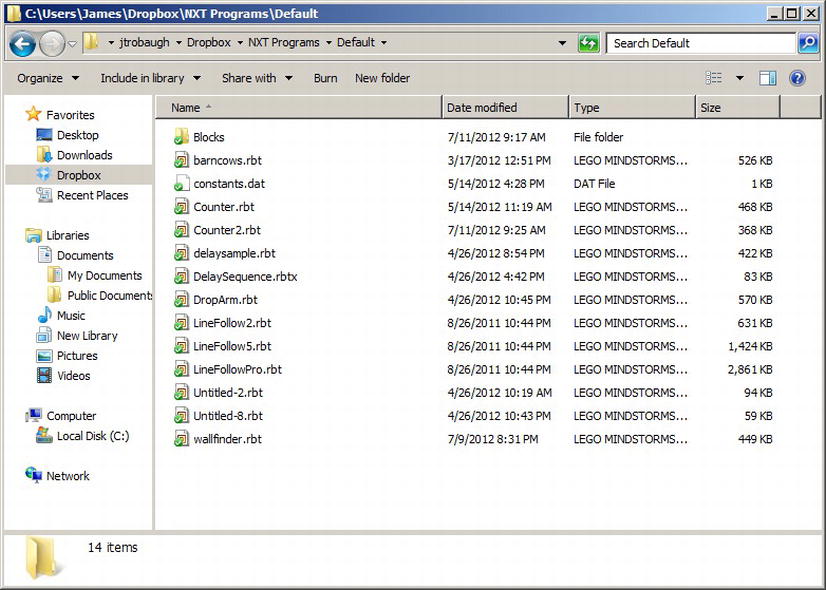 C:\Users\James\Dropbox\NXT Programs\Default
jtrobaugh Dropbox NXT Programs Default Search Default
Organize Include in library Share with Burn New folder
Favorites
Desktop
Downloads
Dropbox
Recent Places
Libraries
Documents
My Documents
Public Documents
Music
New Library
Pictures
Videos
Computer
Local Disk (C:)
Network
Name Date modified Type Size
Blocks 7/11/2012 9:17 AM File folder
barncows.rbt 3/17/2012 12:51 PM LEGO MINDSTORMS... 526 KB
constants.dat 5/14/2012 4:28 PM DAT File 1 KB
Counter.rbt 5/14/2012 11:19 AM LEGO MINDSTORMS... 468 KB
Counter2.rbt 7/11/2012 9:25 AM LEGO MINDSTORMS... 368 KB
delaysample.rbt 4/26/2012 8:54 PM LEGO MINDSTORMS... 422 KB
DelaySequence.rbtx 4/26/2012 4:42 PM LEGO MINDSTORMS... 83 KB
DropArm.rbt 4/26/2012 10:45 PM LEGO MINDSTORMS... 570 KB
LineFollow2.rbt 8/26/2011 10:44 PM LEGO MINDSTORMS... 631 KB
LineFollow5.rbt 8/26/2011 10:44 PM LEGO MINDSTORMS... 1,424 KB
LineFollowPro.rbt 8/26/2011 10:44 PM LEGO MINDSTORMS... 2,861 KB
Untitled-2.rbt 4/26/2012 10:19 AM LEGO MINDSTORMS... 94 KB
Untitled-8.rbt 4/26/2012 10:43 PM LEGO MINDSTORMS... 59 KB
wallfinder.rbt 7/9/2012 8:31 PM LEGO MINDSTORMS... 449 KB
14 items